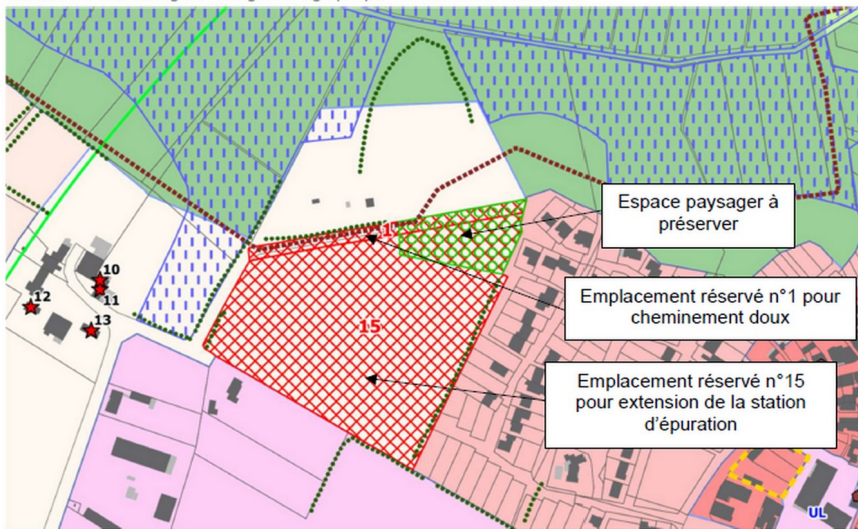 Espace paysager à
préserver
1
10
11
12
13
Emplacement réservé n°1 pour
cheminement doux
15
Emplacement réservé n°15
pour extension de la station
d'épuration
UL